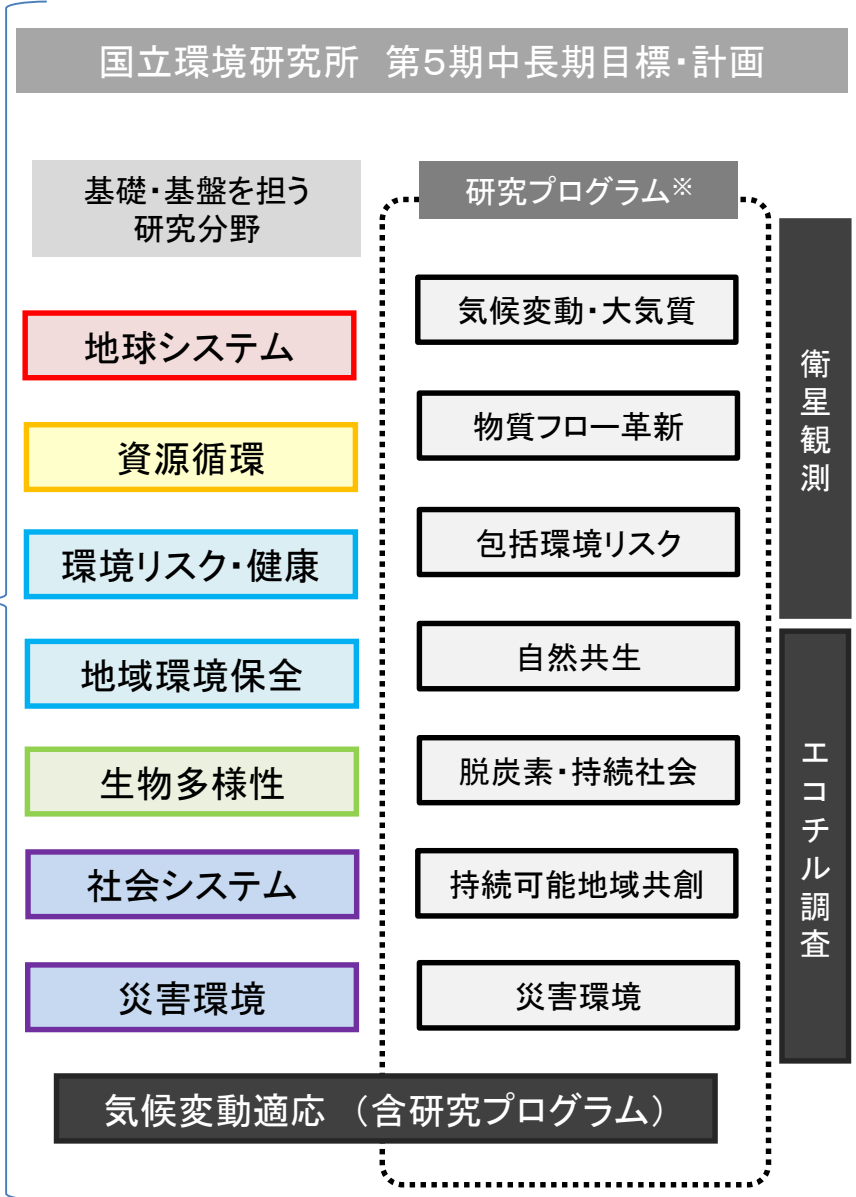 国立環境研究所 第5期中長期目標・計画
基礎・基盤を担う
研究分野
地球システム
資源循環
環境リスク・健康
地域環境保全
生物多様性
社会システム
災害環境
研究プログラム※
気候変動・大気質
物質フロー革新
包括環境リスク
自然共生
脱炭素・持続社会
持続可能地域共創
災害環境
気候変動適応 （含研究プログラム）
衛星観測
エコチル調査